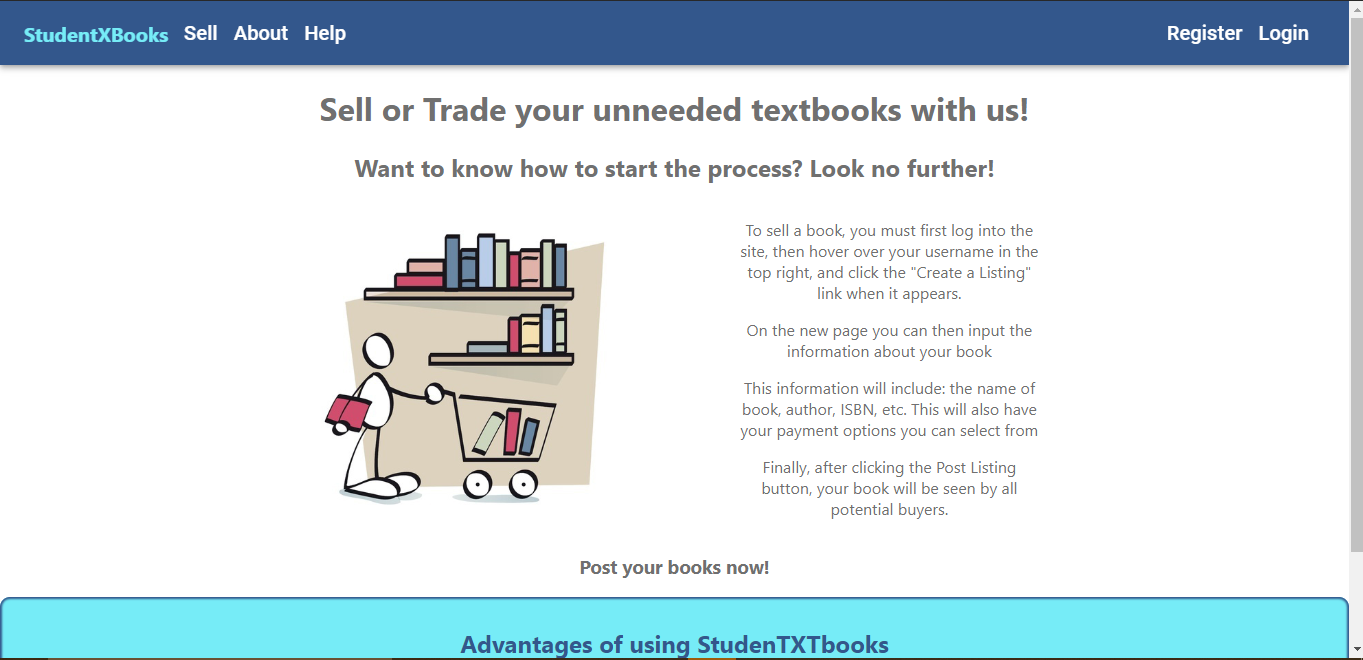 StudentXBooks Sell About Help Register Login
Sell or Trade your unneeded textbooks with us!
Want to know how to start the process? Look no further!
To sell a book, you must first log into the
site, then hover over your username in the
top right, and click the "Create a Listing"
link when it appears.
On the new page you can then input the
information about your book
This information will include: the name of
book, author, ISBN, etc. This will also have
your payment options you can select from
Finally, after clicking the Post Listing
button, your book will be seen by all
potential buyers.
Post your books now!
Advantages of using StudenTXTbooks